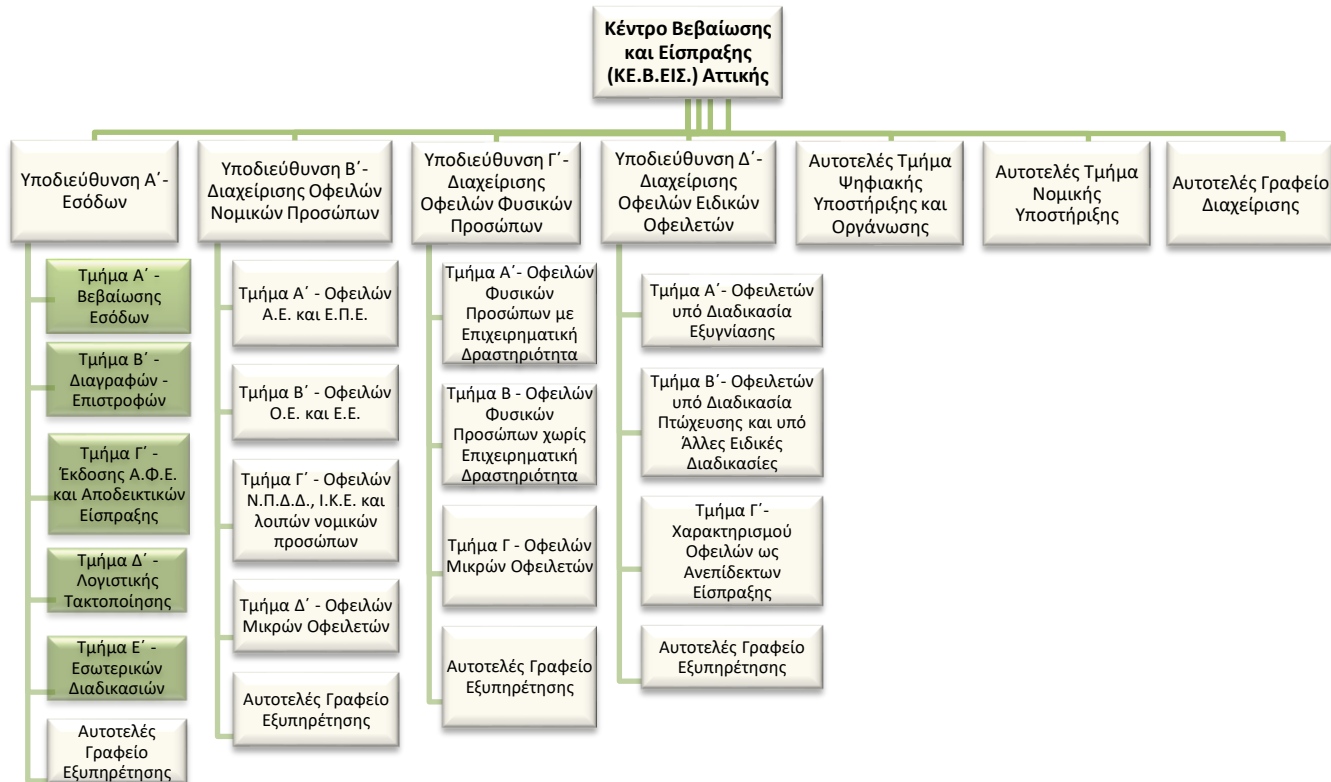 Κέντρο Βεβαίωσης
και Είσπραξης
(ΚΕ.Β.ΕΙΣ.) Αττικής
Υποδιεύθυνση Α΄-
Εσόδων
Υποδιεύθυνση Β΄-
Διαχείρισης Οφειλών
Νομικών Προσώπων
Υποδιεύθυνση Γ΄-
Διαχείρισης
Οφειλών Φυσικών
Προσώπων
Υποδιεύθυνση Δ΄-
Διαχείρισης
Οφειλών Ειδικών
Οφειλετών
Αυτοτελές Τμήμα
Ψηφιακής
Υποστήριξης και
Οργάνωσης
Αυτοτελές Τμήμα
Νομικής
Υποστήριξης
Αυτοτελές Γραφείο
Διαχείρισης
Τμήμα Α΄ -
Βεβαίωσης
Εσόδων
Τμήμα Β΄ -
Διαγραφών -
Επιστροφών
Τμήμα Γ΄ -
Έκδοσης Α.Φ.Ε.
και Αποδεικτικών
Είσπραξης
Τμήμα Δ΄ -
Λογιστικής
Τακτοποίησης
Τμήμα Ε΄ -
Εσωτερικών
Διαδικασιών
Αυτοτελές
Γραφείο
Εξυπηρέτησης
Τμήμα Α΄ - Οφειλών
Α.Ε. και Ε.Π.Ε.
Τμήμα Β΄ - Οφειλών
Ο.Ε. και Ε.Ε.
Τμήμα Γ΄ - Οφειλών
Ν.Π.Δ.Δ., Ι.Κ.Ε. και
λοιπών νομικών
προσώπων
Τμήμα Δ΄ - Οφειλών
Μικρών Οφειλετών
Αυτοτελές Γραφείο
Εξυπηρέτησης
Τμήμα Α΄- Οφειλών
Φυσικών
Προσώπων με
Επιχειρηματική
Δραστηριότητα
Τμήμα Β - Οφειλών
Φυσικών
Προσώπων χωρίς
Επιχειρηματική
Δραστηριότητα
Τμήμα Γ - Οφειλών
Μικρών Οφειλετών
Αυτοτελές Γραφείο
Εξυπηρέτησης
Τμήμα Α΄- Οφειλετών
υπό Διαδικασία
Εξυγνίασης
Τμήμα Β΄- Οφειλετών
υπό Διαδικασία
Πτώχευσης και υπό
Άλλες Ειδικές
Διαδικασίες
Τμήμα Γ΄-
Χαρακτηρισμού
Οφειλών ως
Ανεπίδεκτων
Είσπραξης
Αυτοτελές Γραφείο
Εξυπηρέτησης